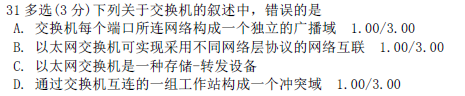 31 多选(3 分)下列关于交换机的叙述中，错误的是
A. 交换机每个端口所连网络构成一个独立的广播域 1.00/3.00
B. 以太网交换机可实现采用不同网络层协议的网络互联 1.00/3.00
C. 以太网交换机是一种存储-转发设备
D. 通过交换机互连的一组工作站构成一个冲突域 1.00/3.00